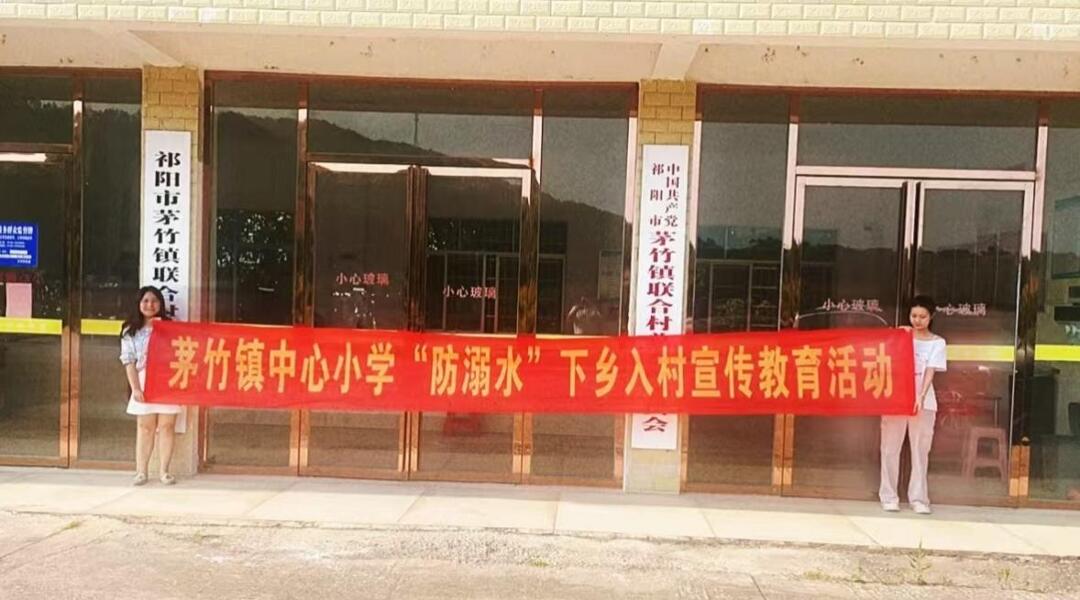 祁阳市茅竹镇联合村
中国共产党
祁阳市
茅竹镇联合村
会
小心玻璃
小心玻璃
小心玻璃
心玻璃
茅竹镇中心小学“防溺水”下乡入村宣传教育活动